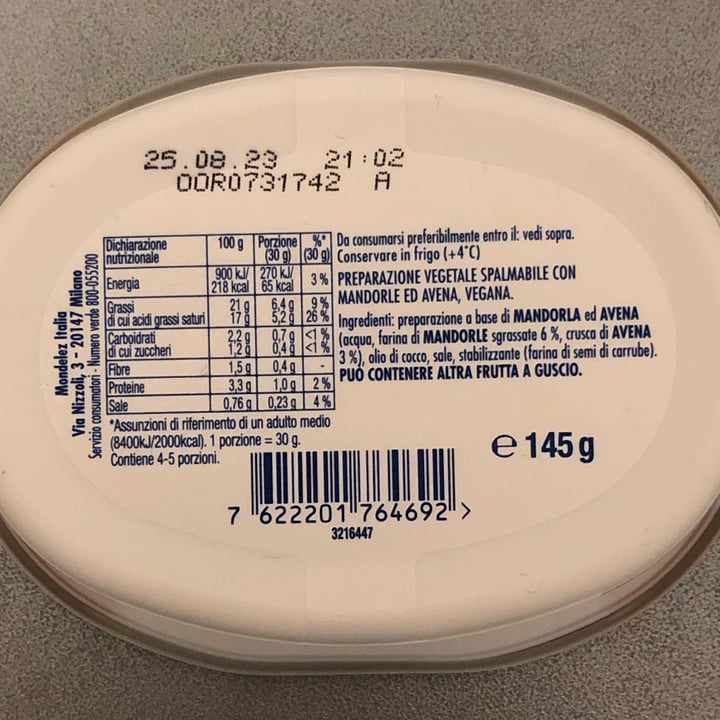 25.08.23 21:02
OOR0731742 A
Mondelez Italia
Via Nizzoli, 3 - 20147 Milano
Servizio consumatori - Numero verde 800-055200
Dichiarazione nutrizionale 100 g Porzione (30 g) %* (30 g)
Energia 900 kJ/ 218 kcal 270 kJ/ 65 kcal 3 %
Grassi 21 g 6,4 g 9 %
di cui acidi grassi saturi 17 g 5,2 g 26 %
Carboidrati 2,2 g 0,7 g <1 %
di cui zuccheri 1,2 g 0,4 g <1 %
Fibre 1,5 g 0,4 g -
Proteine 3,3 g 1,0 g 2 %
Sale 0,76 g 0,23 g 4 %
*Assunzioni di riferimento di un adulto medio
(8400kJ/2000kcal). 1 porzione = 30 g.
Contiene 4-5 porzioni.
Da consumarsi preferibilmente entro il: vedi sopra.
Conservare in frigo (+4°C)
PREPARAZIONE VEGETALE SPALMABILE CON
MANDORLE ED AVENA, VEGANA.
Ingredienti: preparazione a base di MANDORLA ed AVENA
(acqua, farina di MANDORLE sgrassate 6 %, crusca di AVENA
3 %), olio di cocco, sale, stabilizzante (farina di semi di carrube).
PUÒ CONTENERE ALTRA FRUTTA A GUSCIO.
e 145 g
7 622201 764692 >
3216447